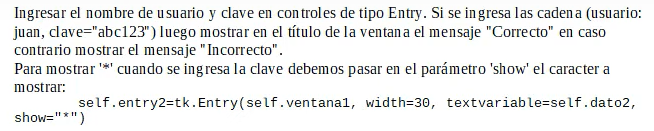 Ingresar el nombre de usuario y clave en controles de tipo Entry. Si se ingresa las cadena (usuario:
juan, clave="abc123") luego mostrar en el título de la ventana el mensaje "Correcto" en caso
contrario mostrar el mensaje "Incorrecto".
Para mostrar '*' cuando se ingresa la clave debemos pasar en el parámetro 'show' el caracter a
mostrar:
self.entry2=tk.Entry(self.ventana1, width=30, textvariable=self.dato2,
show="*")